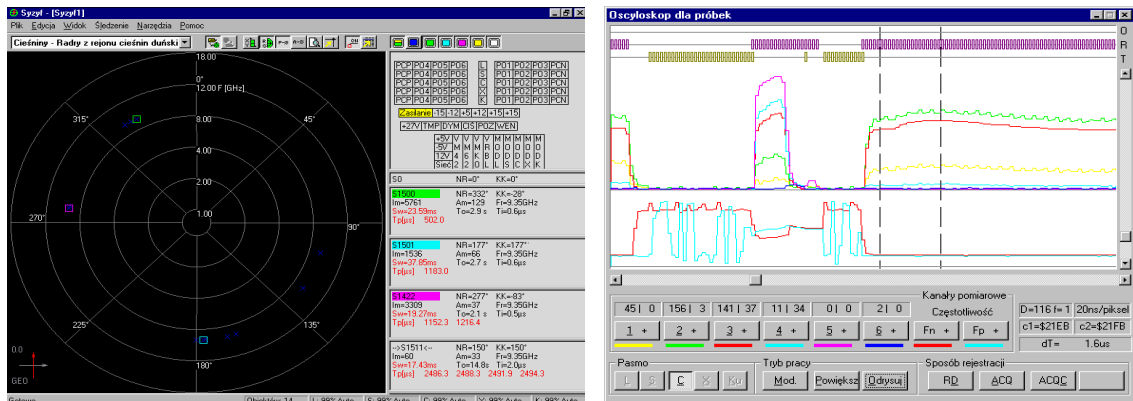 Syzyf - [Syzyf1]
Plik Edycja Widok Śledzenie Narzędzia Pomoc
Cieśniny - Radry z rejonu cieśnin duński
18.00
0°
12.00 F [GHz]
8.00
4.00
2.00
1.00
315°
45°
270°
90°
225°
135°
180°
0.0
GEO
PCP P04 P05 P06 L P01 P02 P03 PCN
PCP P04 P05 P06 S P01 P02 P03 PCN
PCP P04 P05 P06 C P01 P02 P03 PCN
PCP P04 P05 P06 X P01 P02 P03 PCN
PCP P04 P05 P06 K P01 P02 P03 PCN
Zasilanie -15 -12 +5 +12 +15 +15
+27V TMP DYM CIŚ POZ WEN
+5V V V V V M M M M M
-5V M M M R O O O O O
12V 4 6 K B D D D D D
Sieć 2 2 O L L S C X K
S0 NR=0° KK=0°
S1500 NR=332° KK=-28°
Im=5761 Am=129 Fr=9.35GHz
Sw=23.59ms To=2.9 s Ti=0.6µs
Tp[µs] 502.0
S1501 NR=177° KK=177°
Im=1536 Am=66 Fr=9.35GHz
Sw=37.85ms To=2.7 s Ti=0.6µs
Tp[µs] 1183.0
S1422 NR=277° KK=-83°
Im=3309 Am=37 Fr=9.35GHz
Sw=19.27ms To=2.1 s Ti=0.5µs
Tp[µs] 1152.3 1216.4
-->S1511<-- NR=150° KK=150°
Im=60 Am=33 Fr=9.35GHz
Sw=17.43ms To=14.8s Ti=2.0µs
Tp[µs] 2486.3 2488.3 2491.9 2494.3
Oscyloskop dla próbek
O
R
T
Kanały pomiarowe
45| 0 156| 3 141| 37 11| 34 0| 0 2| 0 Częstotliwość D=116 f= 1 20ns/piksel
1 + 2 + 3 + 4 + 5 + 6 + Fn + Fp + c1=$21EB c2=$21FB
dT= 1.6us
Pasmo Tryb pracy Sposób rejestracji
L S C X Ku Mod. Powiększ Odrysuj RD ACQ ACQC